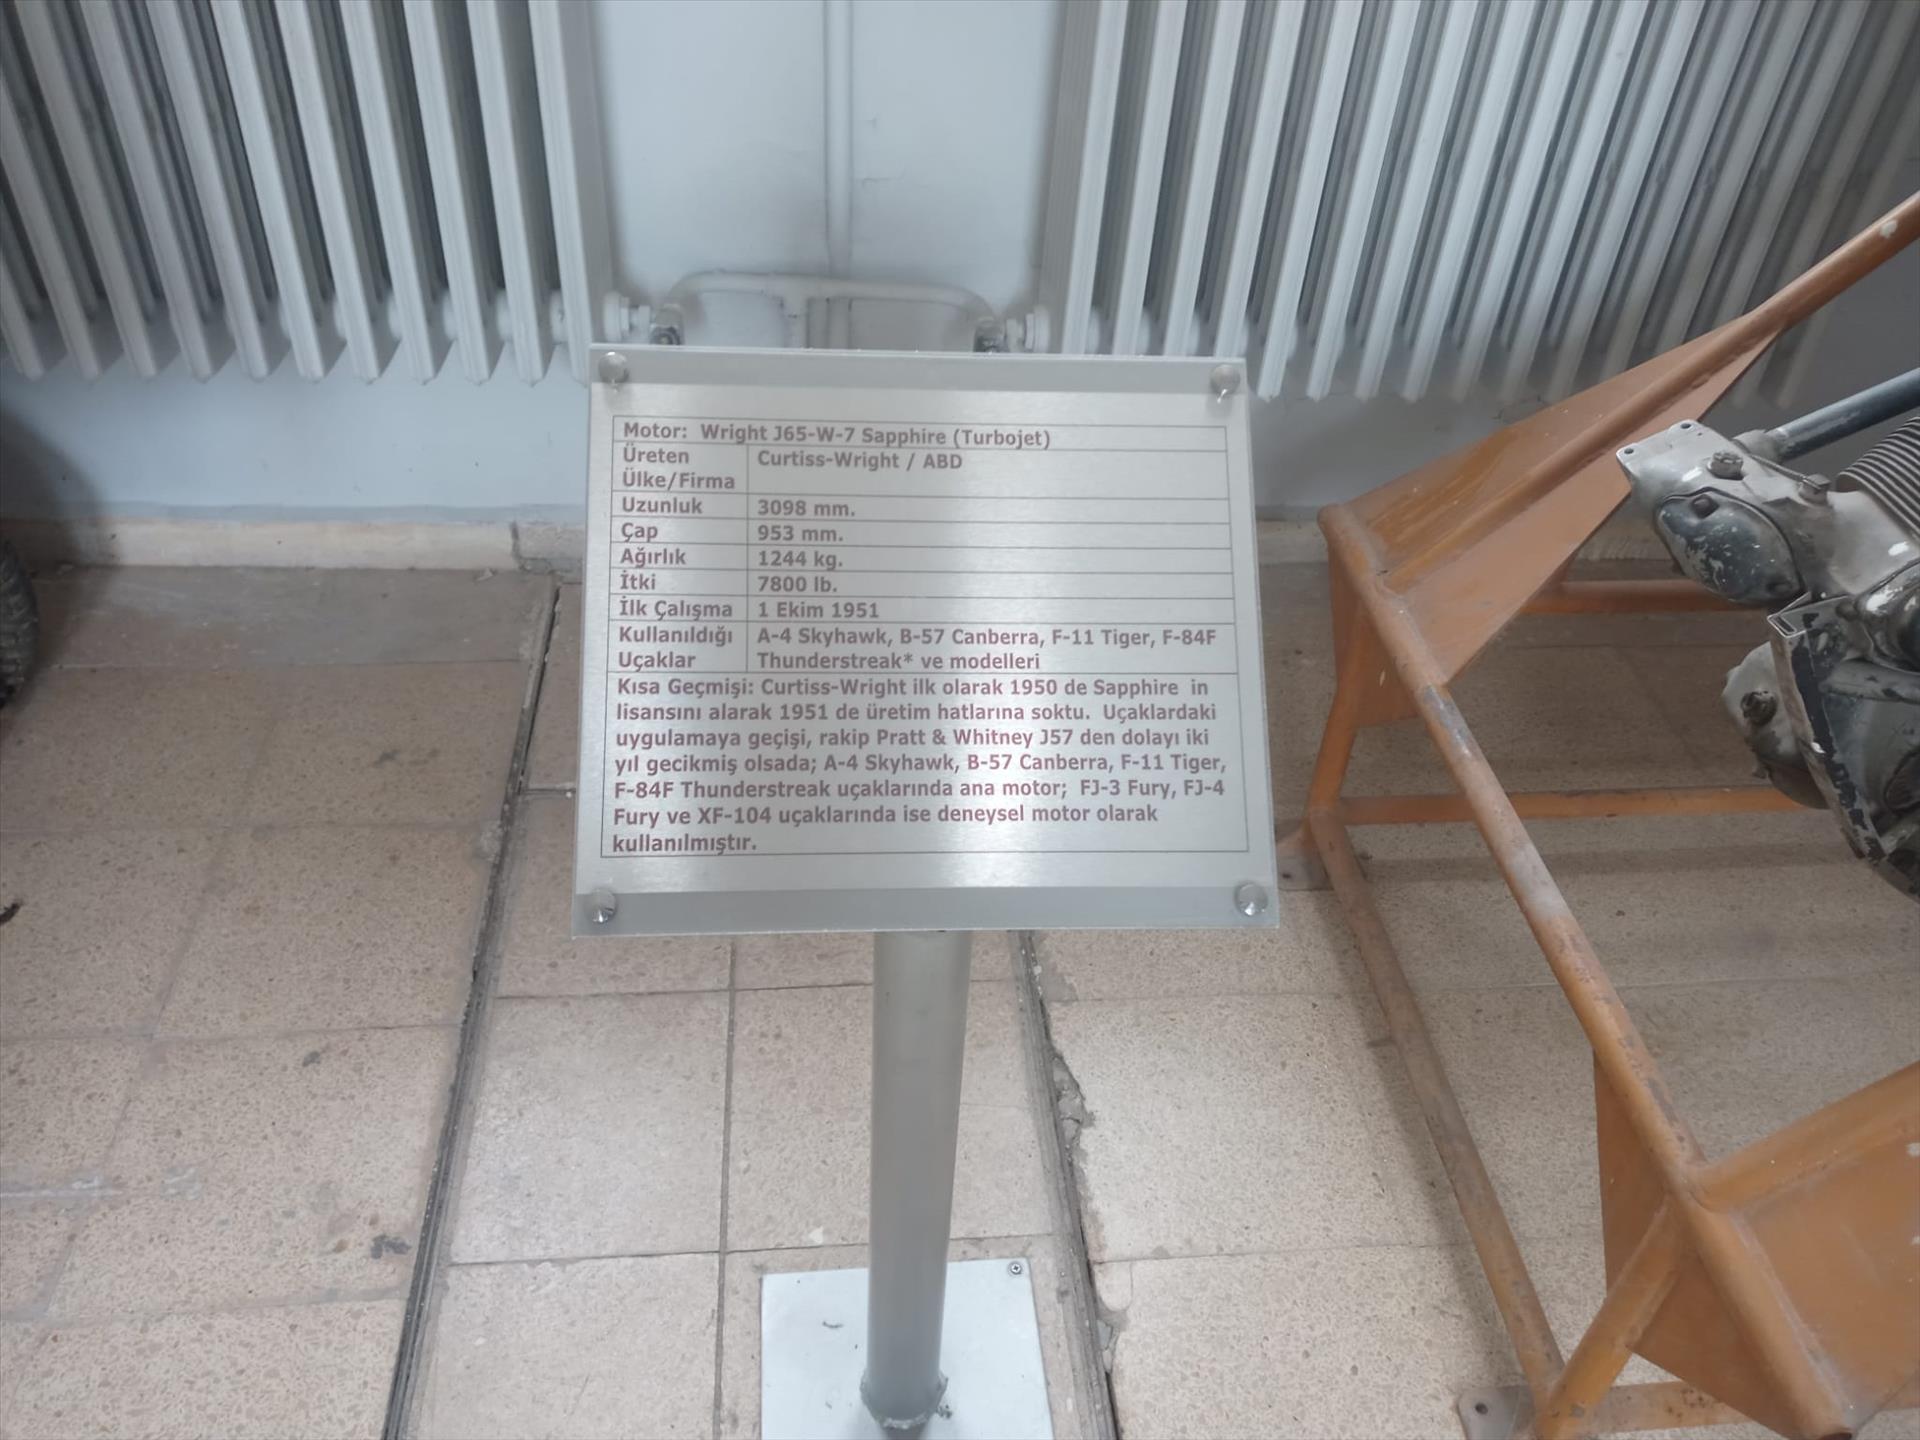 Motor: Wright J65-W-7 Sapphire (Turbojet)
Üreten Curtiss-Wright / ABD
Ülke/Firma
Uzunluk 3098 mm.
Çap 953 mm.
Ağırlık 1244 kg.
İtki 7800 lb.
İlk Çalışma 1 Ekim 1951
Kullanıldığı A-4 Skyhawk, B-57 Canberra, F-11 Tiger, F-84F
Uçaklar Thunderstreak* ve modelleri
Kısa Geçmişi: Curtiss-Wright ilk olarak 1950 de Sapphire in
lisansını alarak 1951 de üretim hatlarına soktu. Uçaklardaki
uygulamaya geçişi, rakip Pratt & Whitney J57 den dolayı iki
yıl gecikmiş olsada; A-4 Skyhawk, B-57 Canberra, F-11 Tiger,
F-84F Thunderstreak uçaklarında ana motor; FJ-3 Fury, FJ-4
Fury ve XF-104 uçaklarında ise deneysel motor olarak
kullanılmıştır.